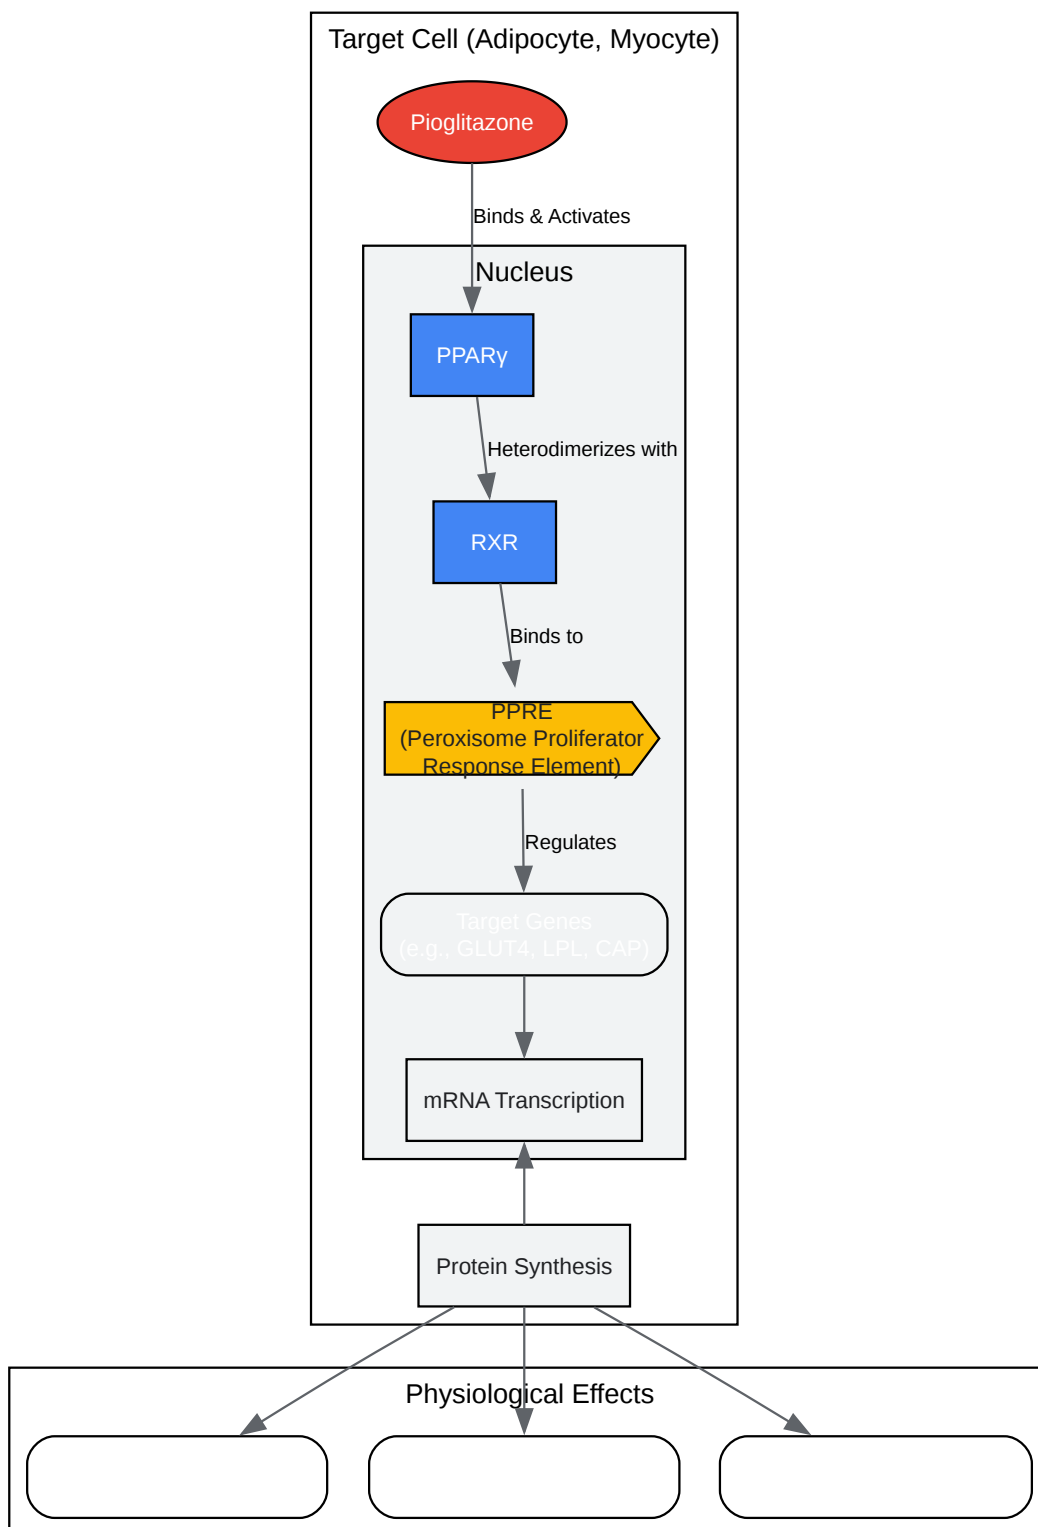 Target Cell (Adipocyte, Myocyte)
Pioglitazone
Binds & Activates
Nucleus
PPARγ
Heterodimerizes with
RXR
Binds to
PPRE
(Peroxisome Proliferator
Response Element)
Regulates
Target Genes
(e.g., GLUT4, LPL, CAP)
mRNA Transcription
Protein Synthesis
Physiological Effects